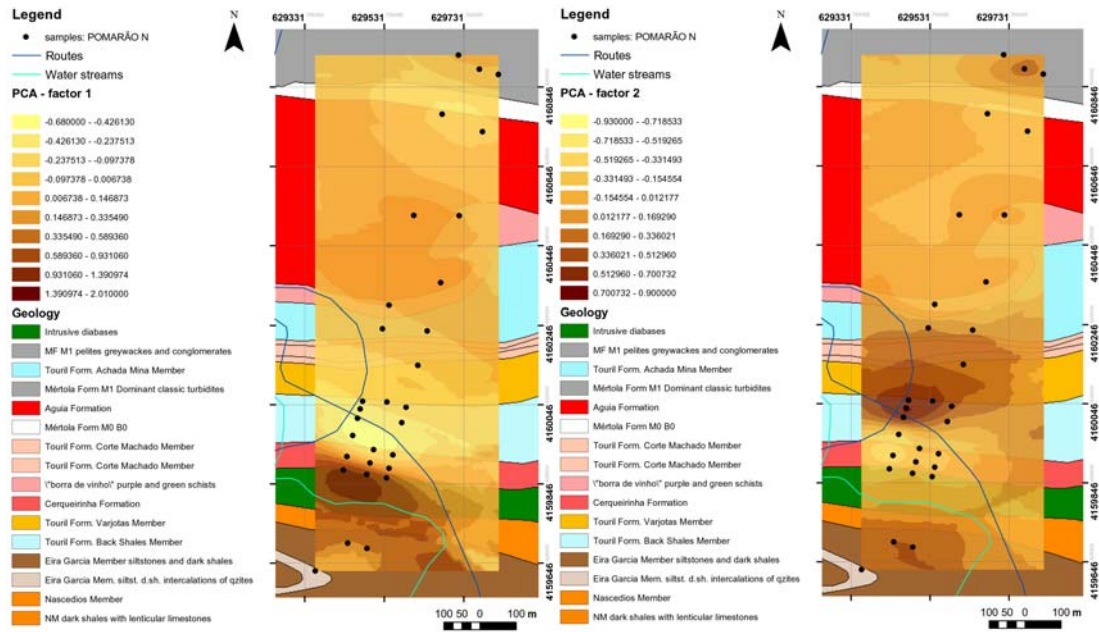 Legend
samples: POMARÃO N
Routes
Water streams
PCA - factor 1
-0.680000 - -0.426130
-0.426130 - -0.237513
-0.237513 - -0.097378
-0.097378 - 0.006738
0.006738 - 0.146873
0.146873 - 0.335490
0.335490 - 0.589360
0.589360 - 0.931060
0.931060 - 1.390974
1.390974 - 2.010000
Geology
Intrusive diabases
MF M1 pelites greywackes and conglomerates
Touril Form. Achada Mina Member
Mértola Form M1 Dominant classic turbidites
Aguia Formation
Mértola Form M0 B0
Touril Form. Corte Machado Member
Touril Form. Corte Machado Member
\"borra de vinho\" purple and green schists
Cerqueirinha Formation
Touril Form. Varjotas Member
Touril Form. Back Shales Member
Eira Garcia Member siltstones and dark shales
Eira Garcia Mem. siltst. d.sh. intercalations of qzites
Nascedios Member
NM dark shales with lenticular limestones
N
629331
629531
629731
4160846
4160646
4160446
4160246
4160046
4159846
4159646
100 50 0 100 m
Legend
samples: POMARÃO N
Routes
Water streams
PCA - factor 2
-0.930000 - -0.718533
-0.718533 - -0.519265
-0.519265 - -0.331493
-0.331493 - -0.154554
-0.154554 - 0.012177
0.012177 - 0.169290
0.169290 - 0.336021
0.336021 - 0.512960
0.512960 - 0.700732
0.700732 - 0.900000
Geology
Intrusive diabases
MF M1 pelites greywackes and conglomerates
Touril Form. Achada Mina Member
Mértola Form M1 Dominant classic turbidites
Aguia Formation
Mértola Form M0 B0
Touril Form. Corte Machado Member
Touril Form. Corte Machado Member
\"borra de vinho\" purple and green schists
Cerqueirinha Formation
Touril Form. Varjotas Member
Touril Form. Back Shales Member
Eira Garcia Member siltstones and dark shales
Eira Garcia Mem. siltst. d.sh. intercalations of qzites
Nascedios Member
NM dark shales with lenticular limestones
N
629331
629531
629731
4160846
4160646
4160446
4160246
4160046
4159846
4159646
100 50 0 100 m